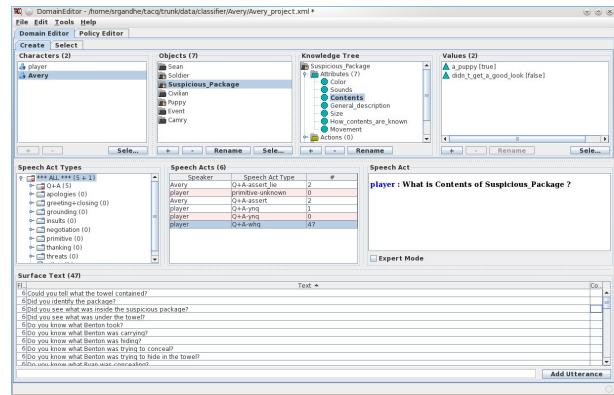 DomainEditor - /home/srgandhe/tacq/trunk/data/classifier/Avery/Avery_project.xml *
File Edit Tools Help
Domain Editor Policy Editor
Create Select
Characters (2)
player
Avery
+ - Sele...
Objects (7)
Sean
Soldier
Suspicious_Package
Civilian
Puppy
Event
Camry
+ - Rename Sele...
Knowledge Tree
Suspicious_Package
Attributes (7)
Color
Sounds
Contents
General_description
Size
How_contents_are_known
Movement
Actions (0)
+ - Rename
Values (2)
a_puppy [true]
didn_t_get_a_good_look [false]
+ - Rename Sele...
Speech Act Types
*** ALL *** (5 + 1)
Q+A (5)
apologies (0)
greeting+closing (0)
grounding (0)
insults (0)
negotiation (0)
primitive (0)
thanking (0)
threats (0)
Speech Acts (6)
Speaker Speech Act Type #
Avery Q+A-assert_lie 2
player primitive-unknown 0
Avery Q+A-assert 2
player Q+A-ynq 1
player Q+A-ynq 0
player Q+A-whq 47
Speech Act
player : What is Contents of Suspicious_Package ?
Expert Mode
Surface Text (47)
Fl.. Text Co..
6 Could you tell what the towel contained?
6 Did you identify the package?
6 Did you see what was inside the suspicious package?
6 Did you see what was under the towel?
6 Do you know what Benton took?
6 Do you know what Benton was carrying?
6 Do you know what Benton was hiding?
6 Do you know what Benton was trying to conceal?
6 Do you know what Benton was trying to hide in the towel?
6 Do you know what Ryan was concealing?
Add Utterance